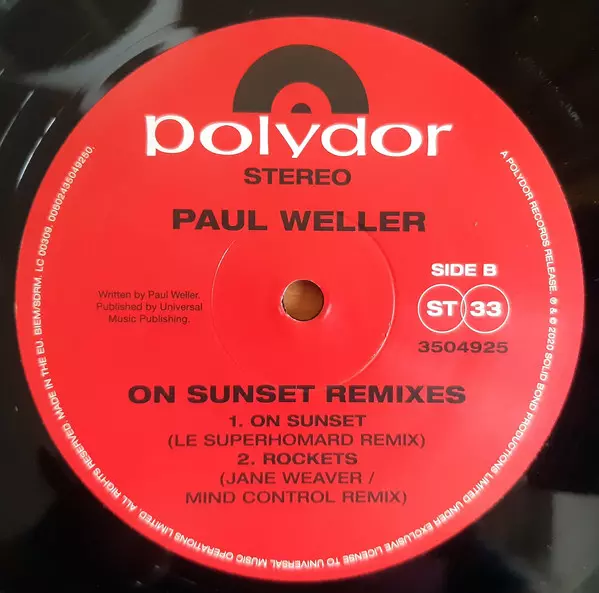 polydor
STEREO
PAUL WELLER
SIDE B
ST 33
3504925
Written by Paul Weller.
Published by Universal
Music Publishing.
ON SUNSET REMIXES
1. ON SUNSET
(LE SUPERHOMARD REMIX)
2. ROCKETS
(JANE WEAVER /
MIND CONTROL REMIX)
A POLYDOR RECORDS RELEASE. ℗ & © 2020 SOLID BOND PRODUCTIONS LIMITED UNDER EXCLUSIVE LICENSE TO UNIVERSAL MUSIC OPERATIONS LIMITED. ALL RIGHTS RESERVED. MADE IN THE EU. BIEM/SDRM. LC 00309. 00602435049250.